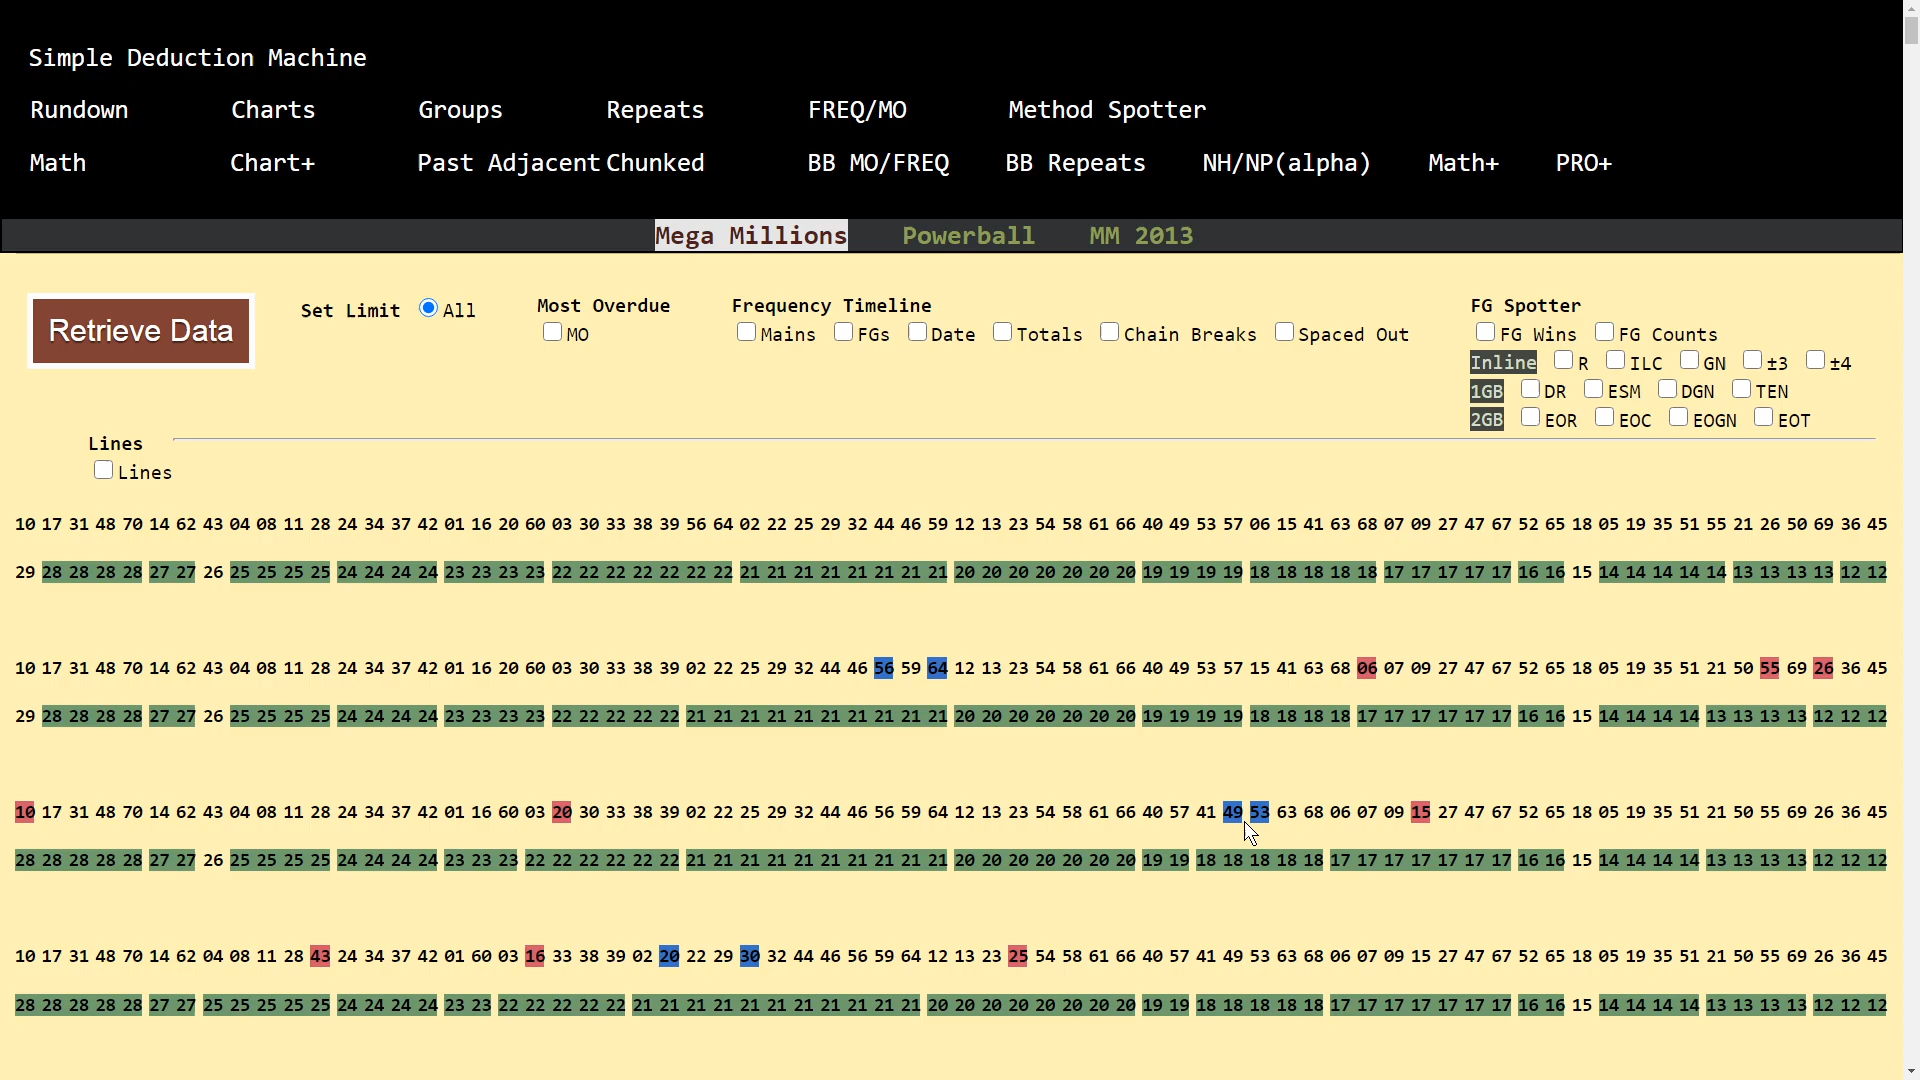 Simple Deduction Machine
Rundown Charts Groups Repeats FREQ/MO Method Spotter
Math Chart+ Past Adjacent Chunked BB MO/FREQ BB Repeats NH/NP(alpha) Math+ PRO+
Mega Millions Powerball MM 2013
Retrieve Data
Set Limit All
Most Overdue
MO
Frequency Timeline
Mains FGs Date Totals Chain Breaks Spaced Out
FG Spotter
FG Wins FG Counts
Inline R ILC GN ±3 ±4
1GB DR ESM DGN TEN
2GB EOR EOC EOGN EOT
Lines
Lines
10 17 31 48 70 14 62 43 04 08 11 28 24 34 37 42 01 16 20 60 03 30 33 38 39 56 64 02 22 25 29 32 44 46 59 12 13 23 54 58 61 66 40 49 53 57 06 15 41 63 68 07 09 27 47 67 52 65 18 05 19 35 51 55 21 26 50 69 36 45
29 28 28 28 28 27 27 26 25 25 25 25 24 24 24 24 23 23 23 23 22 22 22 22 22 22 22 21 21 21 21 21 21 21 21 20 20 20 20 20 20 20 19 19 19 19 18 18 18 18 18 17 17 17 17 17 16 16 15 14 14 14 14 14 13 13 13 13 12 12
10 17 31 48 70 14 62 43 04 08 11 28 24 34 37 42 01 16 20 60 03 30 33 38 39 02 22 25 29 32 44 46 56 59 64 12 13 23 54 58 61 66 40 49 53 57 15 41 63 68 06 07 09 27 47 67 52 65 18 05 19 35 51 21 50 55 69 26 36 45
29 28 28 28 28 27 27 26 25 25 25 25 24 24 24 24 23 23 23 23 22 22 22 22 22 21 21 21 21 21 21 21 21 21 21 20 20 20 20 20 20 20 19 19 19 19 18 18 18 18 17 17 17 17 17 17 16 16 15 14 14 14 14 13 13 13 13 12 12 12
10 17 31 48 70 14 62 43 04 08 11 28 24 34 37 42 01 16 60 03 20 30 33 38 39 02 22 25 29 32 44 46 56 59 64 12 13 23 54 58 61 66 40 57 41 49 53 63 68 06 07 09 15 27 47 67 52 65 18 05 19 35 51 21 50 55 69 26 36 45
28 28 28 28 28 27 27 26 25 25 25 25 24 24 24 24 23 23 23 22 22 22 22 22 22 21 21 21 21 21 21 21 21 21 21 20 20 20 20 20 20 20 19 19 18 18 18 18 18 17 17 17 17 17 17 17 16 16 15 14 14 14 14 13 13 13 13 12 12 12
10 17 31 48 70 14 62 04 08 11 28 43 24 34 37 42 01 60 03 16 33 38 39 02 20 22 29 30 32 44 46 56 59 64 12 13 23 25 54 58 61 66 40 57 41 49 53 63 68 06 07 09 15 27 47 67 52 65 18 05 19 35 51 21 50 55 69 26 36 45
28 28 28 28 28 27 27 25 25 25 25 25 24 24 24 24 23 23 22 22 22 22 22 21 21 21 21 21 21 21 21 21 21 21 20 20 20 20 20 20 20 20 19 19 18 18 18 18 18 17 17 17 17 17 17 17 16 16 15 14 14 14 14 13 13 13 13 12 12 12